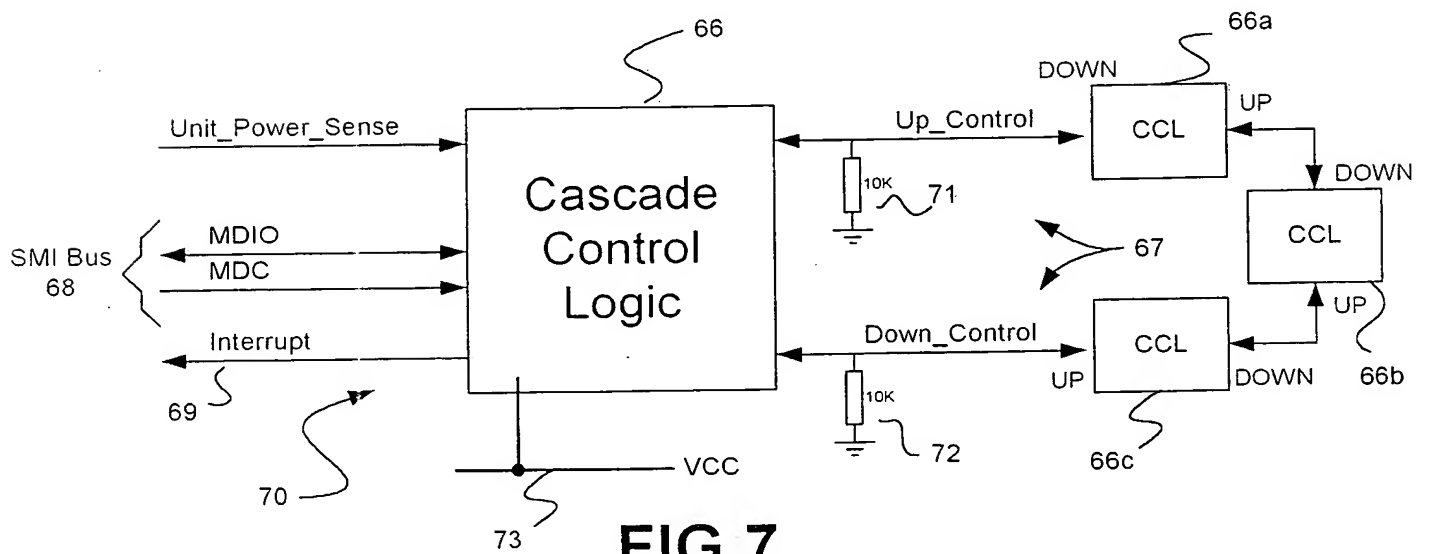 66
66a
DOWN
UP
CCL
Unit_Power_Sense
Up_Control
10K
71
DOWN
Cascade
Control
Logic
MDIO
MDC
SMI Bus
68
CCL
67
UP
66b
Interrupt
69
Down_Control
CCL
UP
DOWN
10K
72
66c
70
VCC
73
FIG 7